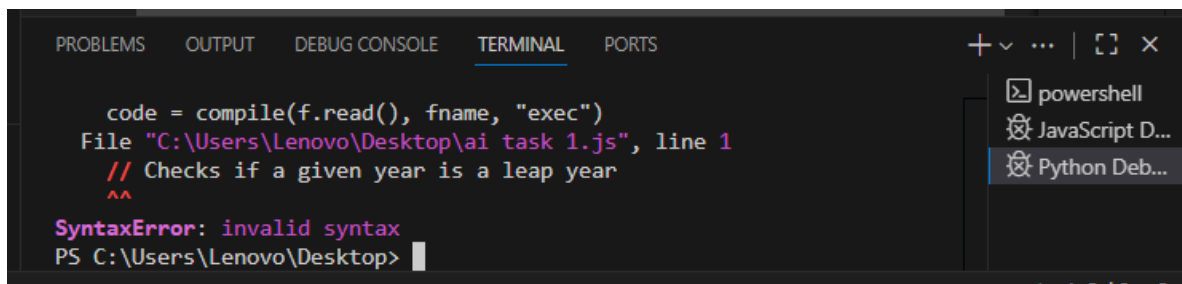 PROBLEMS OUTPUT DEBUG CONSOLE TERMINAL PORTS
code = compile(f.read(), fname, "exec")
File "C:\Users\Lenovo\Desktop\ai task 1.js", line 1
// Checks if a given year is a leap year
^^
SyntaxError: invalid syntax
PS C:\Users\Lenovo\Desktop>
powershell
JavaScript D...
Python Deb...